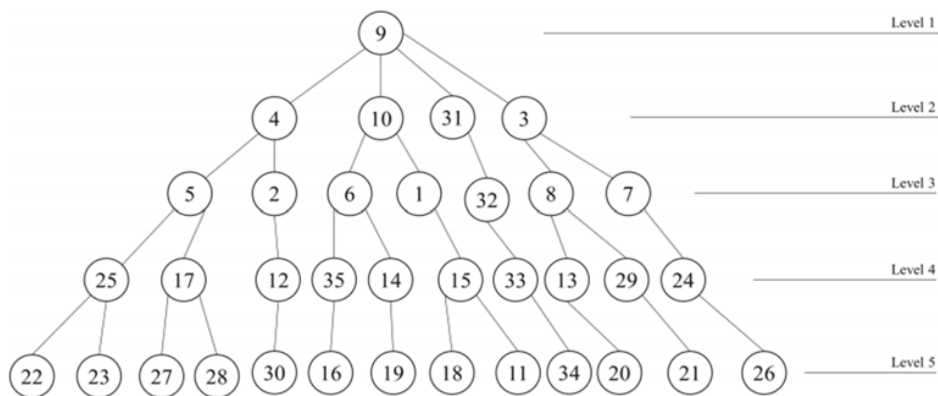 9 Level 1
4 10 31 3 Level 2
5 2 6 1 32 8 7 Level 3
25 17 12 35 14 15 33 13 29 24 Level 4
22 23 27 28 30 16 19 18 11 34 20 21 26 Level 5